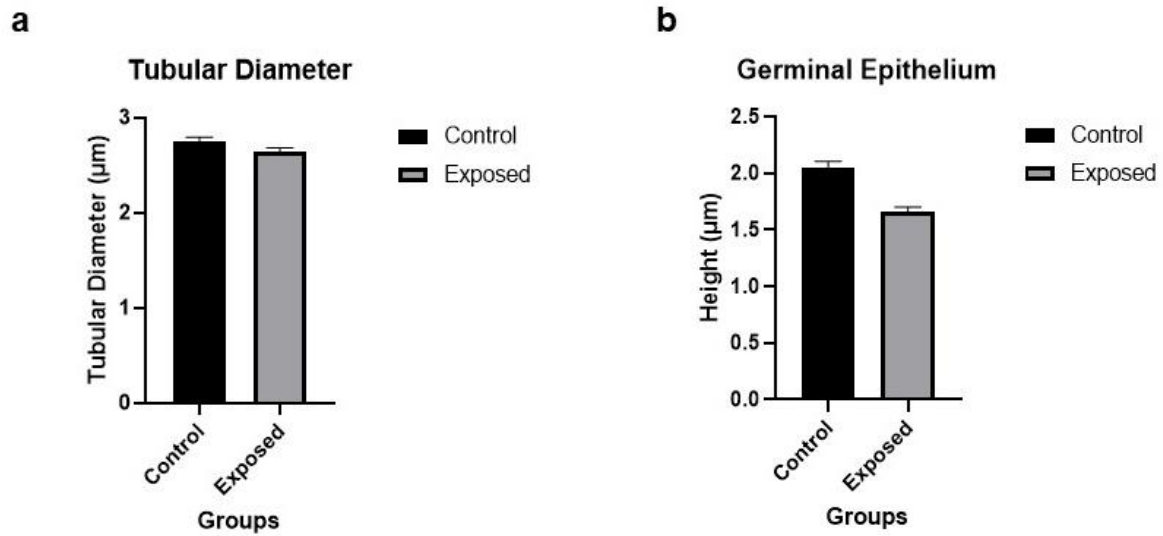 a
Tubular Diameter
Tubular Diameter (μm)
3
2
1
0
Control
Exposed
Groups
Control
Exposed
b
Germinal Epithelium
Height (μm)
2.5
2.0
1.5
1.0
0.5
0.0
Control
Exposed
Groups
Control
Exposed